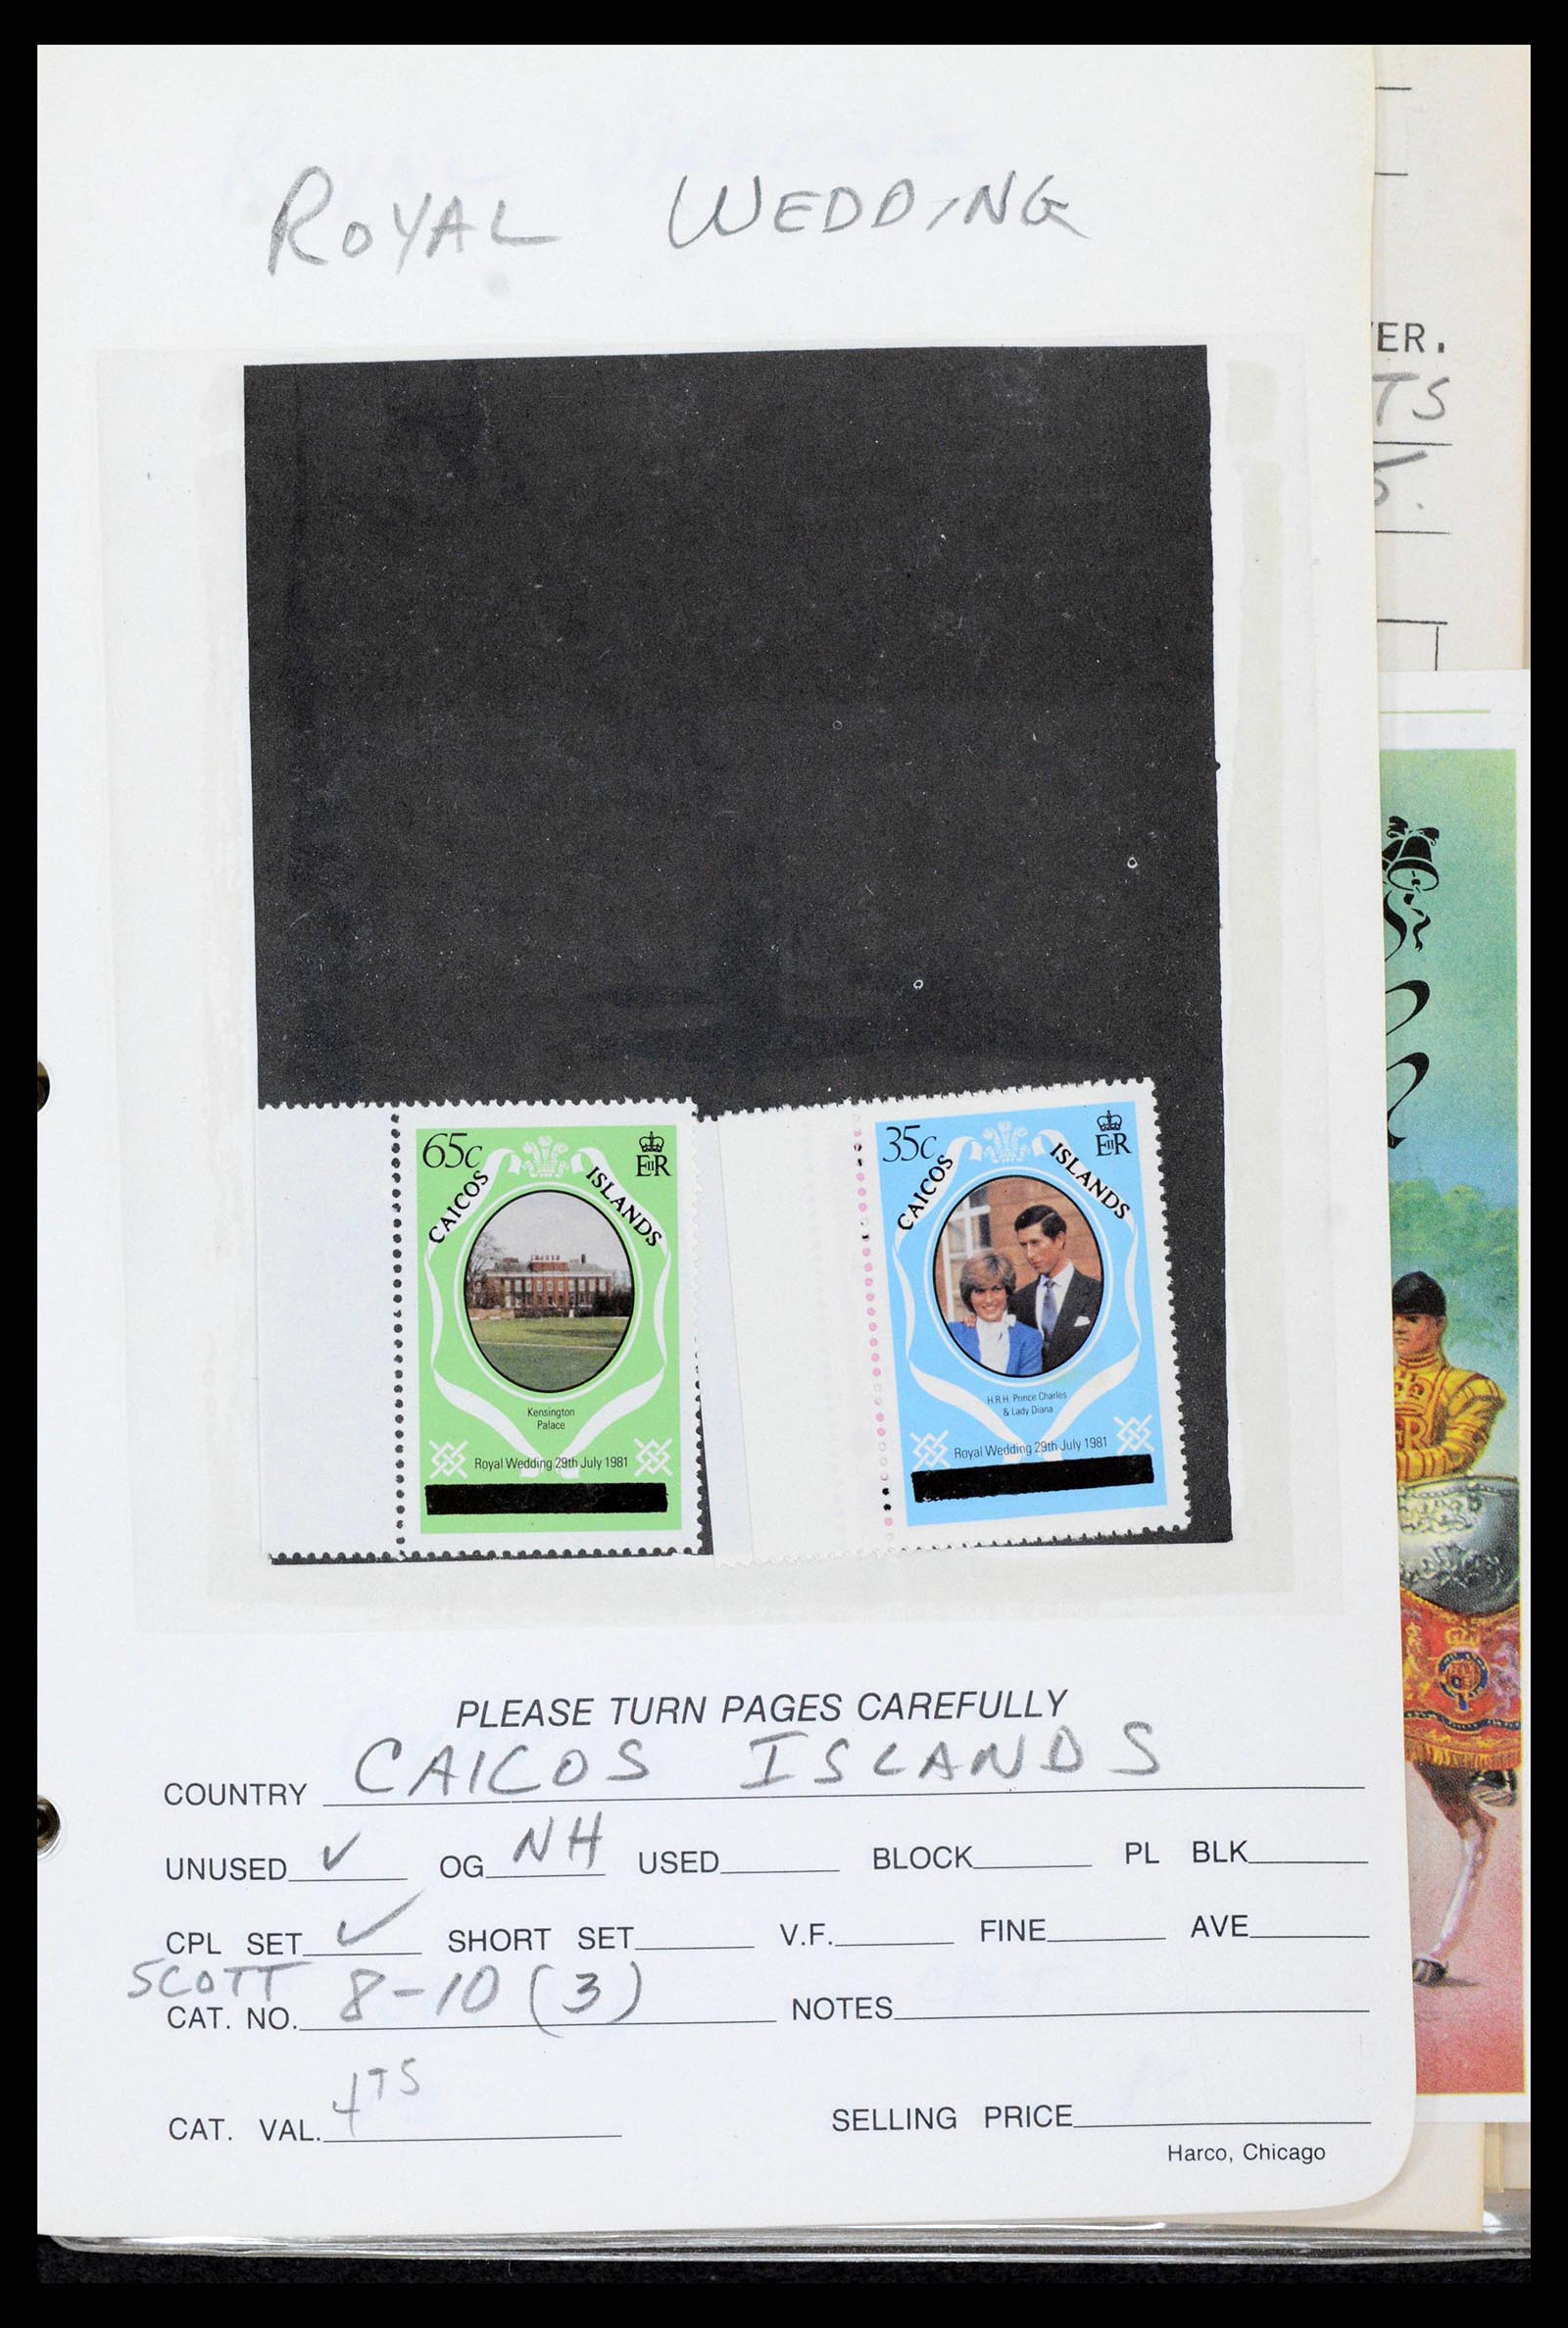 ROYAL WEDDING
ER.
TS
65c
EIIR
CAICOS ISLANDS
Kensington
Palace
Royal Wedding 29th July 1981
35c
EIIR
CAICOS ISLANDS
H.R.H. Prince Charles
& Lady Diana
Royal Wedding 29th July 1981
PLEASE TURN PAGES CAREFULLY
COUNTRY CAICOS ISLANDS
UNUSED ✓ OG NH USED BLOCK PL BLK
CPL SET ✓ SHORT SET V.F. FINE AVE
SCOTT
CAT. NO. 8-10 (3) NOTES
CAT. VAL. SELLING PRICE
Harco, Chicago